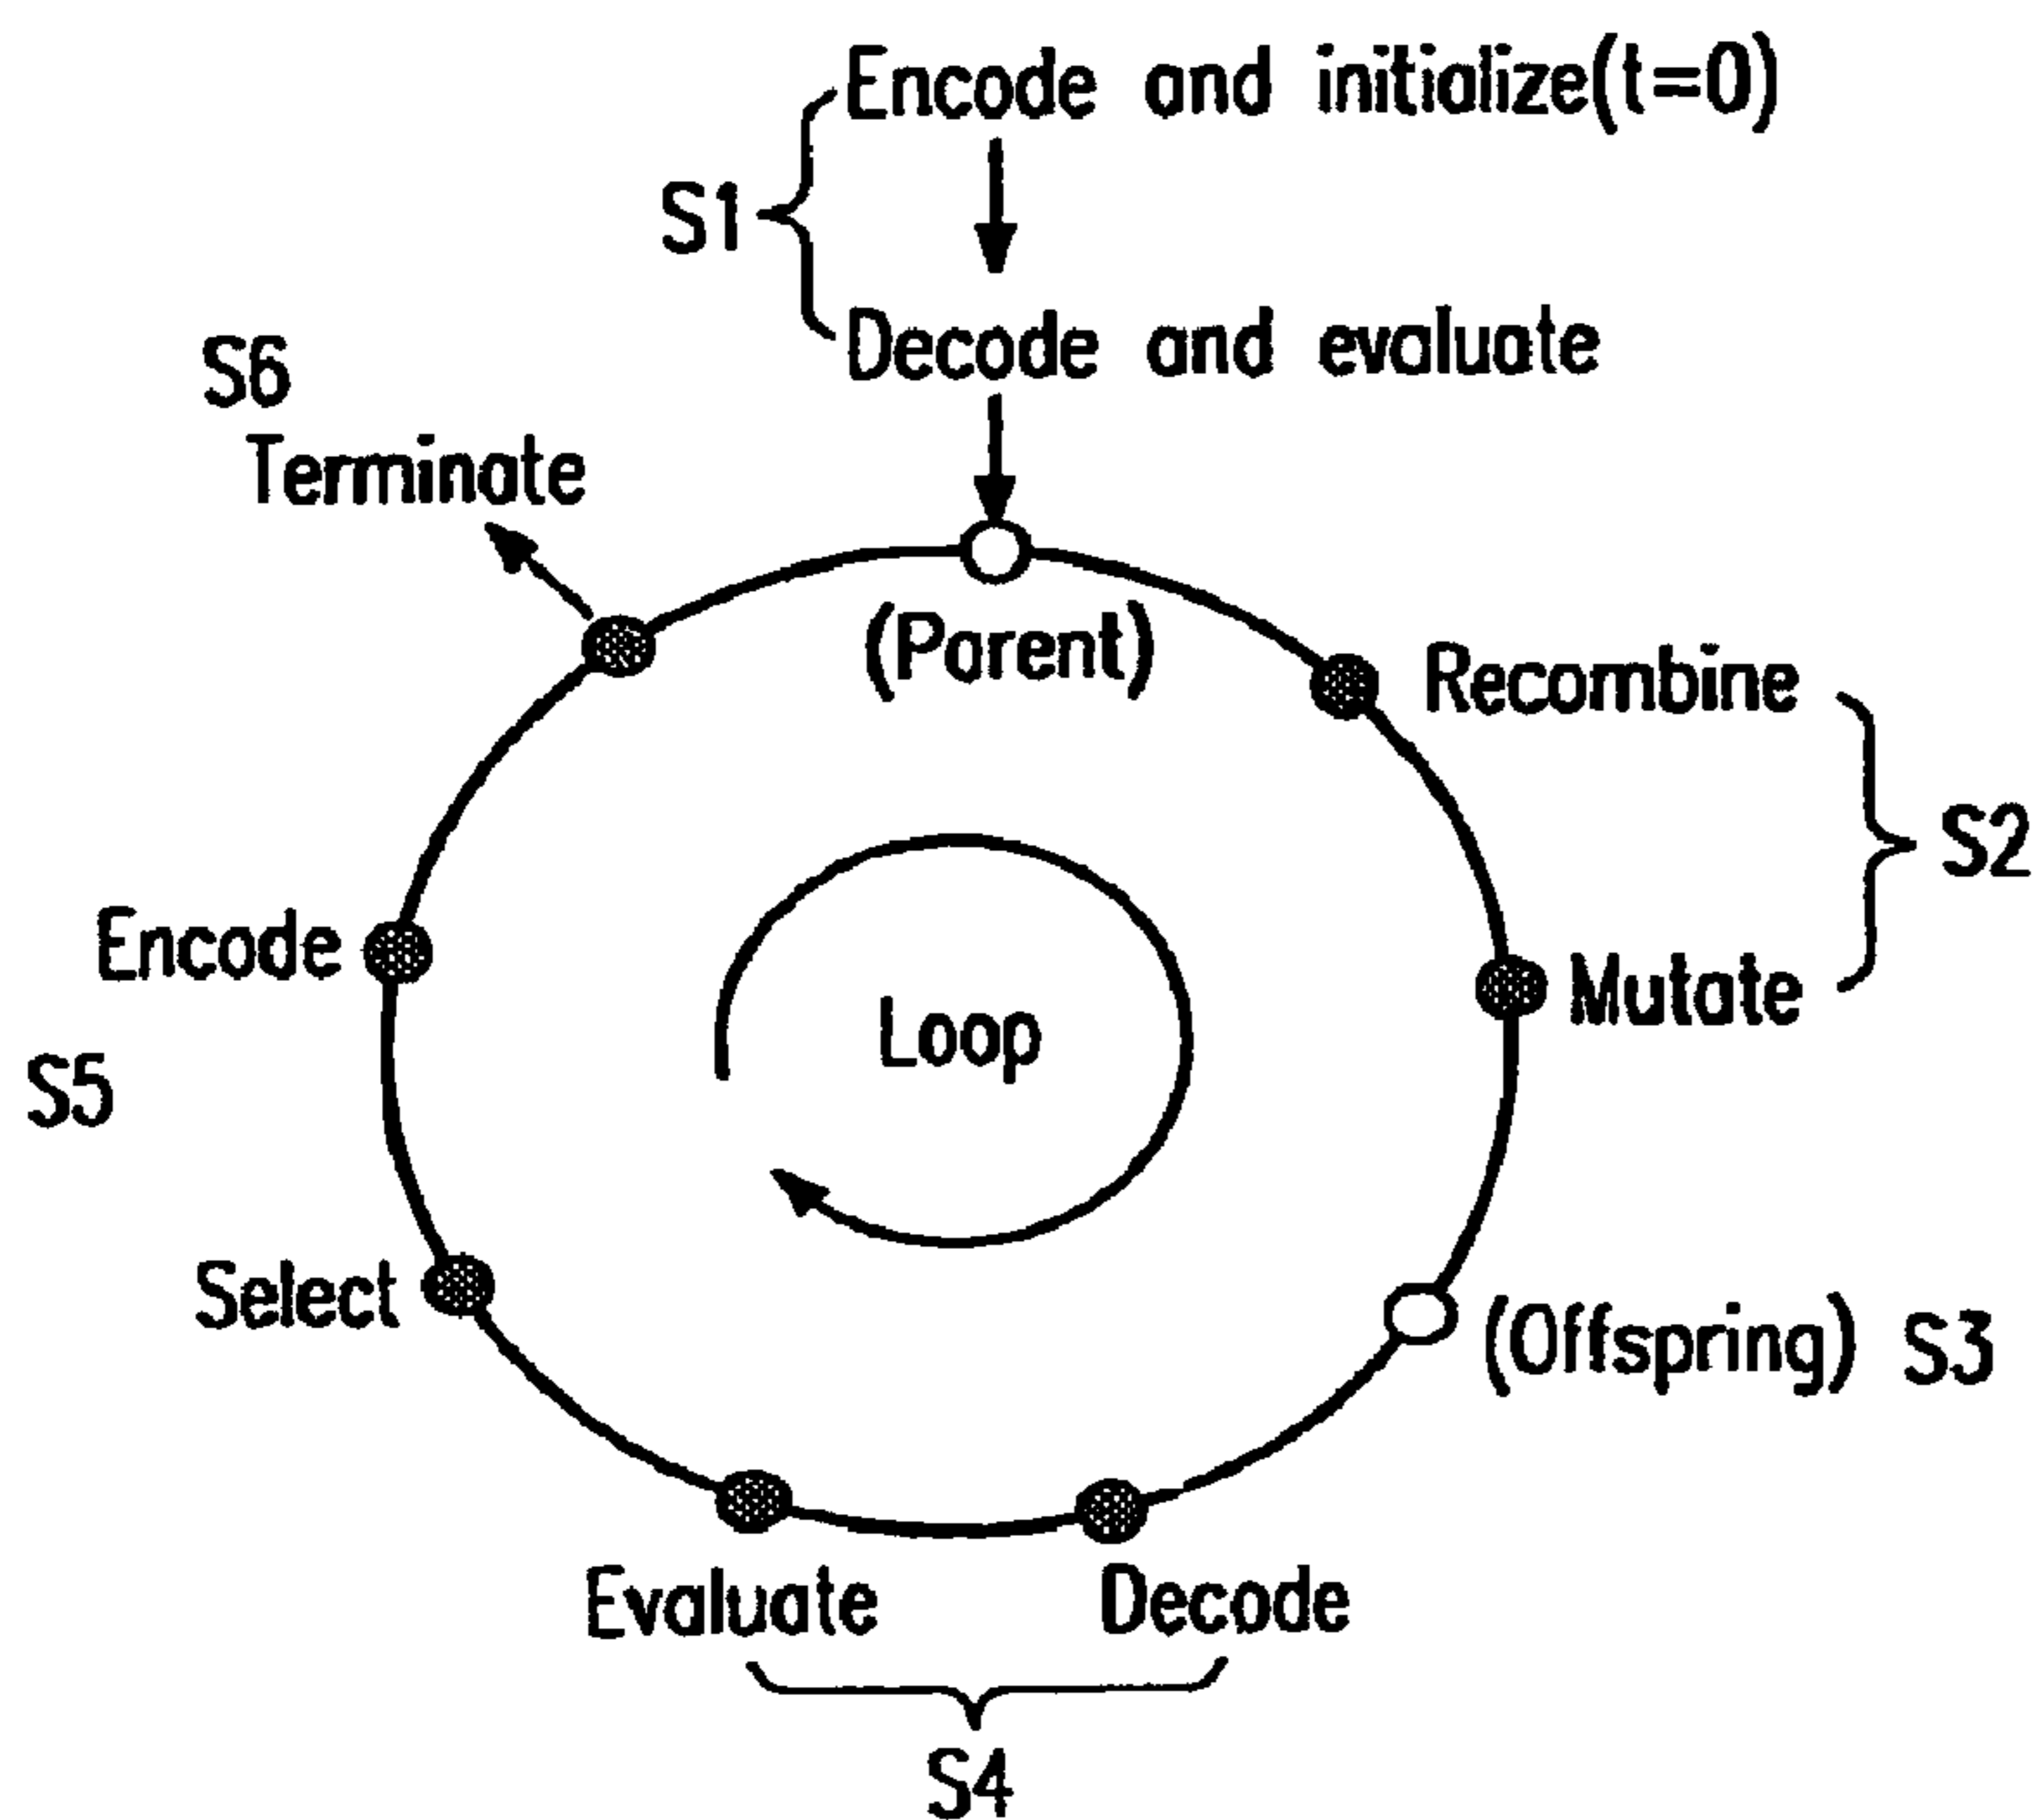 Encode and initialize(t=0)
S1
Decode and evaluate
S6
Terminate
(Parent)
Recombine
S2
Encode
Mutate
Loop
S5
Select
(Offspring) S3
Evaluate
Decode
S4